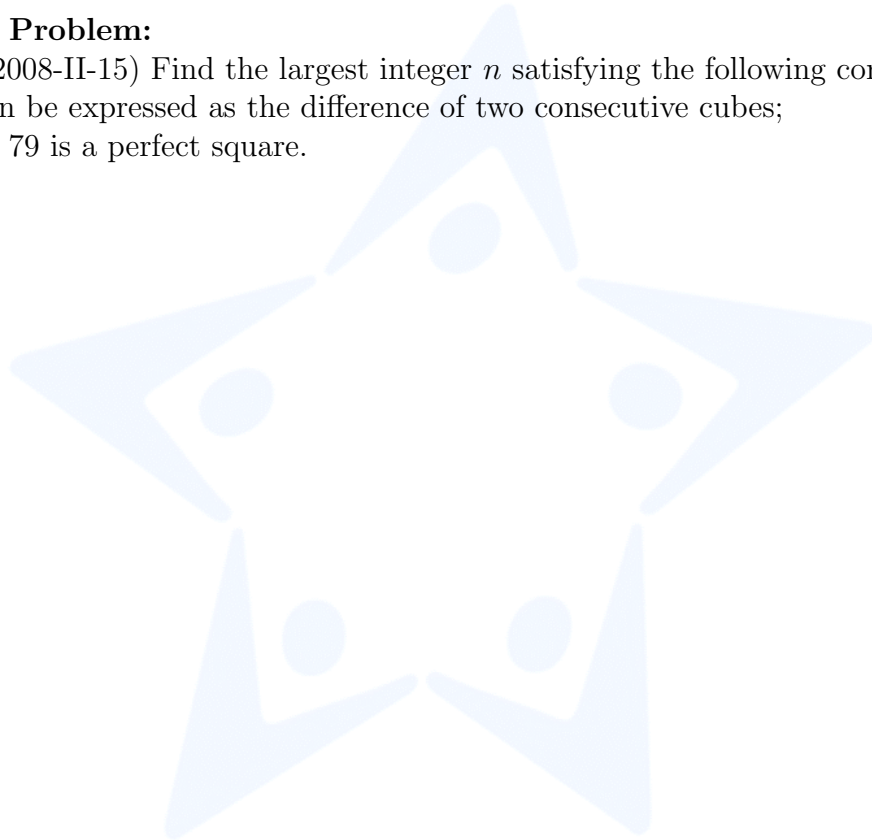 Problem:
2008-II-15) Find the largest integer n satisfying the following
n be expressed as the difference of two consecutive cubes;
79 is a perfect square.